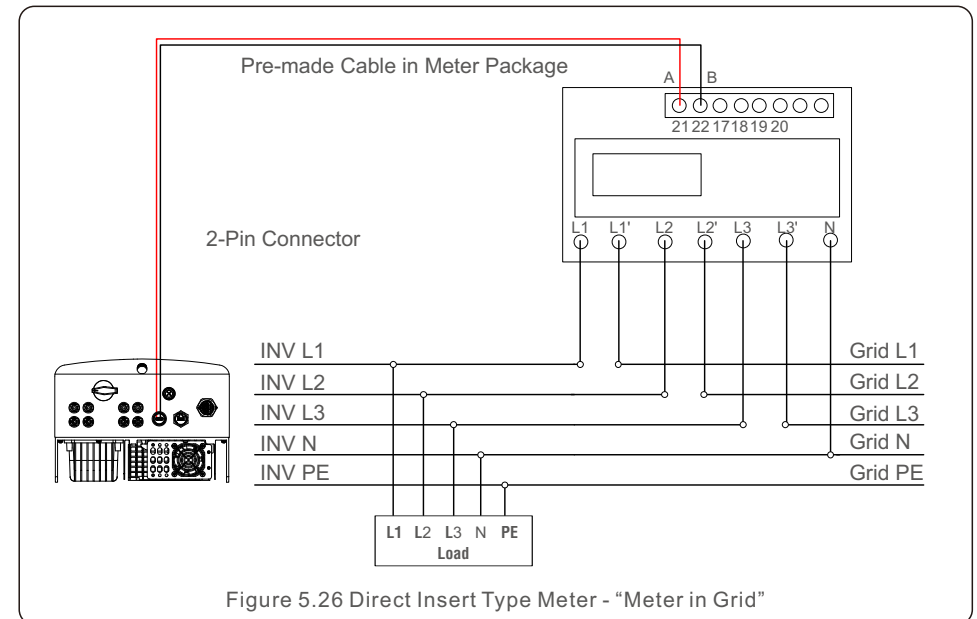 Pre-made Cable in Meter Package
A B
21 22 17 18 19 20
2-Pin Connector
L1 L1' L2 L2' L3 L3' N
INV L1 Grid L1
INV L2 Grid L2
INV L3 Grid L3
INV N Grid N
INV PE Grid PE
L1 L2 L3 N PE
Load
Figure 5.26 Direct Insert Type Meter - “Meter in Grid”